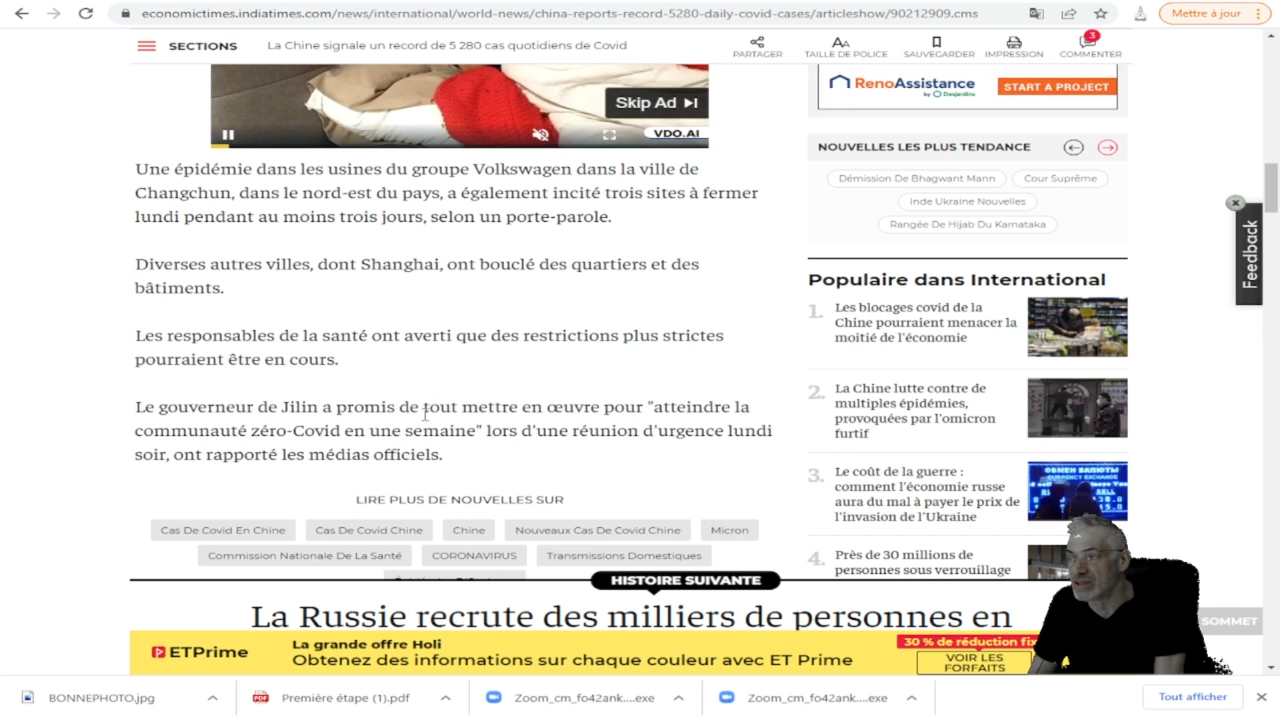 economictimes.indiatimes.com/news/international/world-news/china-reports-record-5280-daily-covid-cases/articleshow/90212909.cms
Mettre à jour
SECTIONS
La Chine signale un record de 5 280 cas quotidiens de Covid
PARTAGER
AA
TAILLE DE POLICE
SAUVEGARDER
IMPRESSION
3
COMMENTER
Skip Ad
VDO.AI
RenoAssistance
by Desjardins
START A PROJECT
Une épidémie dans les usines du groupe Volkswagen dans la ville de
Changchun, dans le nord-est du pays, a également incité trois sites à fermer
lundi pendant au moins trois jours, selon un porte-parole.
Diverses autres villes, dont Shanghai, ont bouclé des quartiers et des
bâtiments.
Les responsables de la santé ont averti que des restrictions plus strictes
pourraient être en cours.
Le gouverneur de Jilin a promis de tout mettre en œuvre pour "atteindre la
communauté zéro-Covid en une semaine" lors d'une réunion d'urgence lundi
soir, ont rapporté les médias officiels.
LIRE PLUS DE NOUVELLES SUR
Cas De Covid En Chine
Cas De Covid Chine
Chine
Nouveaux Cas De Covid Chine
Micron
Commission Nationale De La Santé
CORONAVIRUS
Transmissions Domestiques
NOUVELLES LES PLUS TENDANCE
Démission De Bhagwant Mann
Cour Suprême
Inde Ukraine Nouvelles
Rangée De Hijab Du Karnataka
Feedback
Populaire dans International
1. Les blocages covid de la
Chine pourraient menacer la
moitié de l'économie
2. La Chine lutte contre de
multiples épidémies,
provoquées par l'omicron
furtif
3. Le coût de la guerre :
comment l'économie russe
aura du mal à payer le prix de
l'invasion de l'Ukraine
ОБМЕН ВАЛЮТЫ
CURRENCY EXCHANGE
4. Près de 30 millions de
personnes sous verrouillage
HISTOIRE SUIVANTE
La Russie recrute des milliers de personnes en
SOMMET
ETPrime
La grande offre Holi
Obtenez des informations sur chaque couleur avec ET Prime
30 % de réduction fix
VOIR LES
FORFAITS
BONNEPHOTO.jpg
PDF
Première étape (1).pdf
Zoom_cm_fo42ank....exe
Zoom_cm_fo42ank....exe
Tout afficher